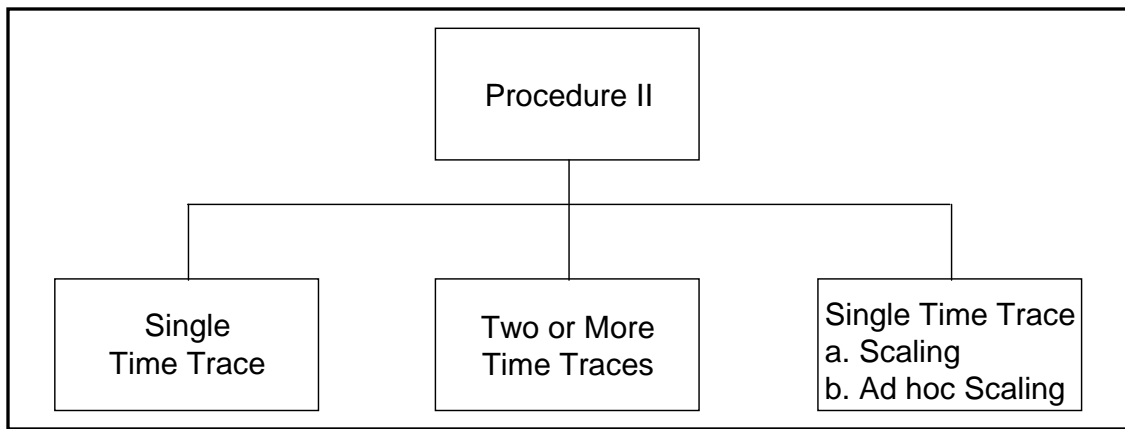 Procedure II
Single
Time Trace
Two or More
Time Traces
Single Time Trace
a. Scaling
b. Ad hoc Scaling